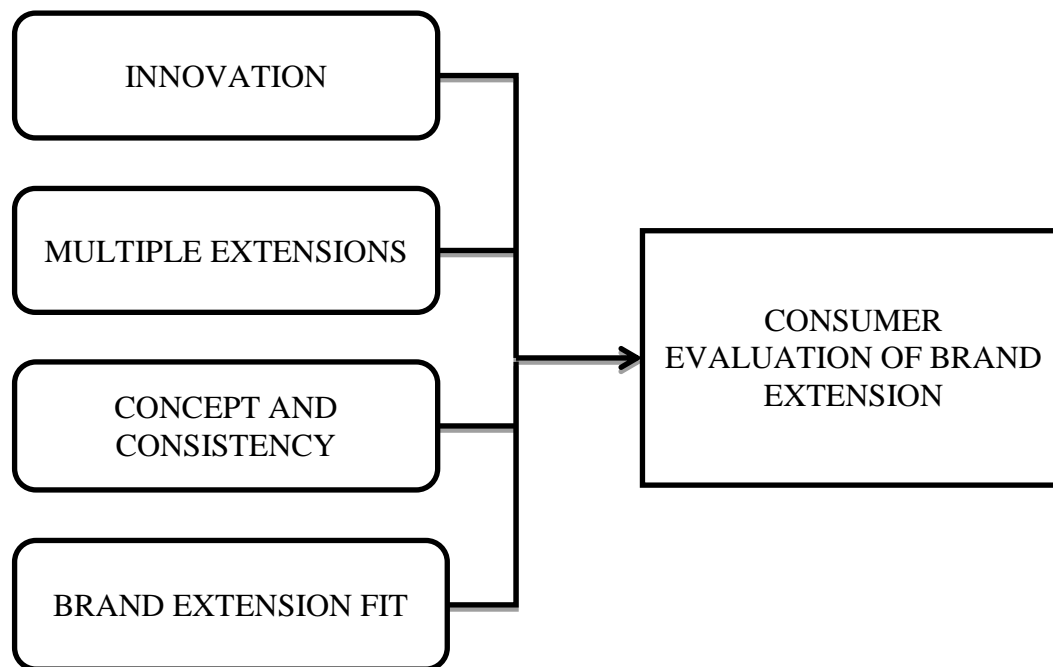 INNOVATION
MULTIPLE EXTENSIONS
CONCEPT AND
CONSISTENCY
BRAND EXTENSION FIT
CONSUMER
EVALUATION OF BRAND
EXTENSION